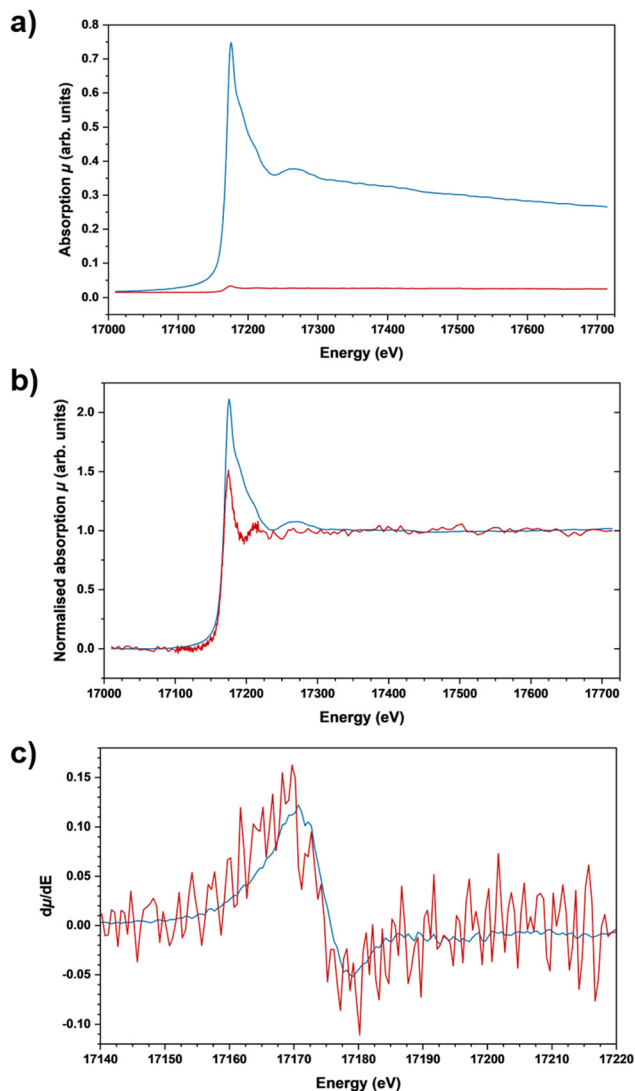 a)
Absorption μ (arb. units)
0.8
0.7
0.6
0.5
0.4
0.3
0.2
0.1
0.0
17000 17100 17200 17300 17400 17500 17600 17700
Energy (eV)
b)
Normalised absorption μ (arb. units)
2.0
1.5
1.0
0.5
0.0
17000 17100 17200 17300 17400 17500 17600 17700
Energy (eV)
c)
dμ/dE
0.15
0.10
0.05
0.00
-0.05
-0.10
17140 17150 17160 17170 17180 17190 17200 17210 17220
Energy (eV)